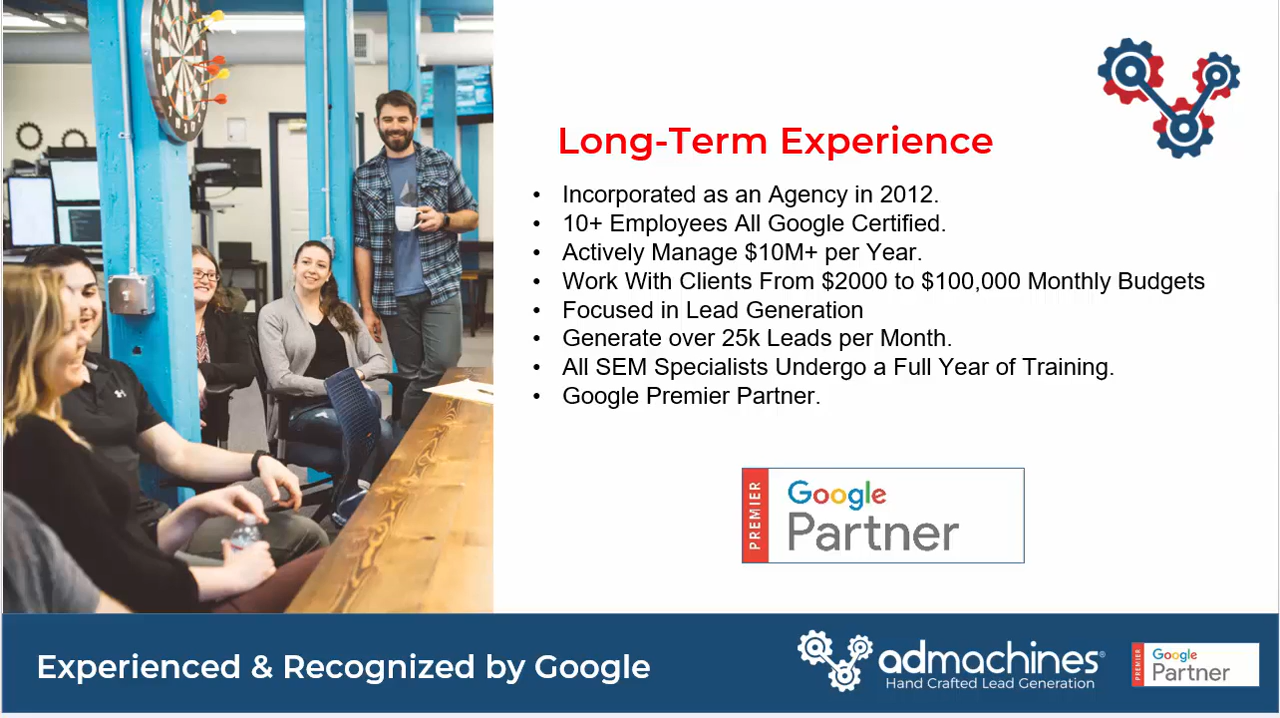 Long-Term Experience
• Incorporated as an Agency in 2012.
• 10+ Employees All Google Certified.
• Actively Manage $10M+ per Year.
• Work With Clients From $2000 to $100,000 Monthly Budgets
• Focused in Lead Generation
• Generate over 25k Leads per Month.
• All SEM Specialists Undergo a Full Year of Training.
• Google Premier Partner.
PREMIER
Google
Partner
Experienced & Recognized by Google
admachines®
Hand Crafted Lead Generation
PREMIER
Google
Partner